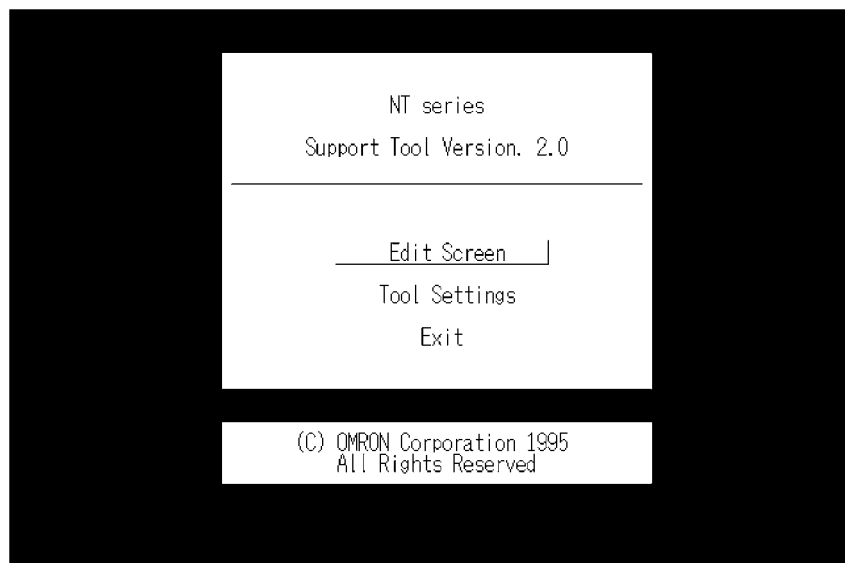 NT series
Support Tool Version. 2.0
Edit Screen
Tool Settings
Exit
(C) OMRON Corporation 1995
All Rights Reserved